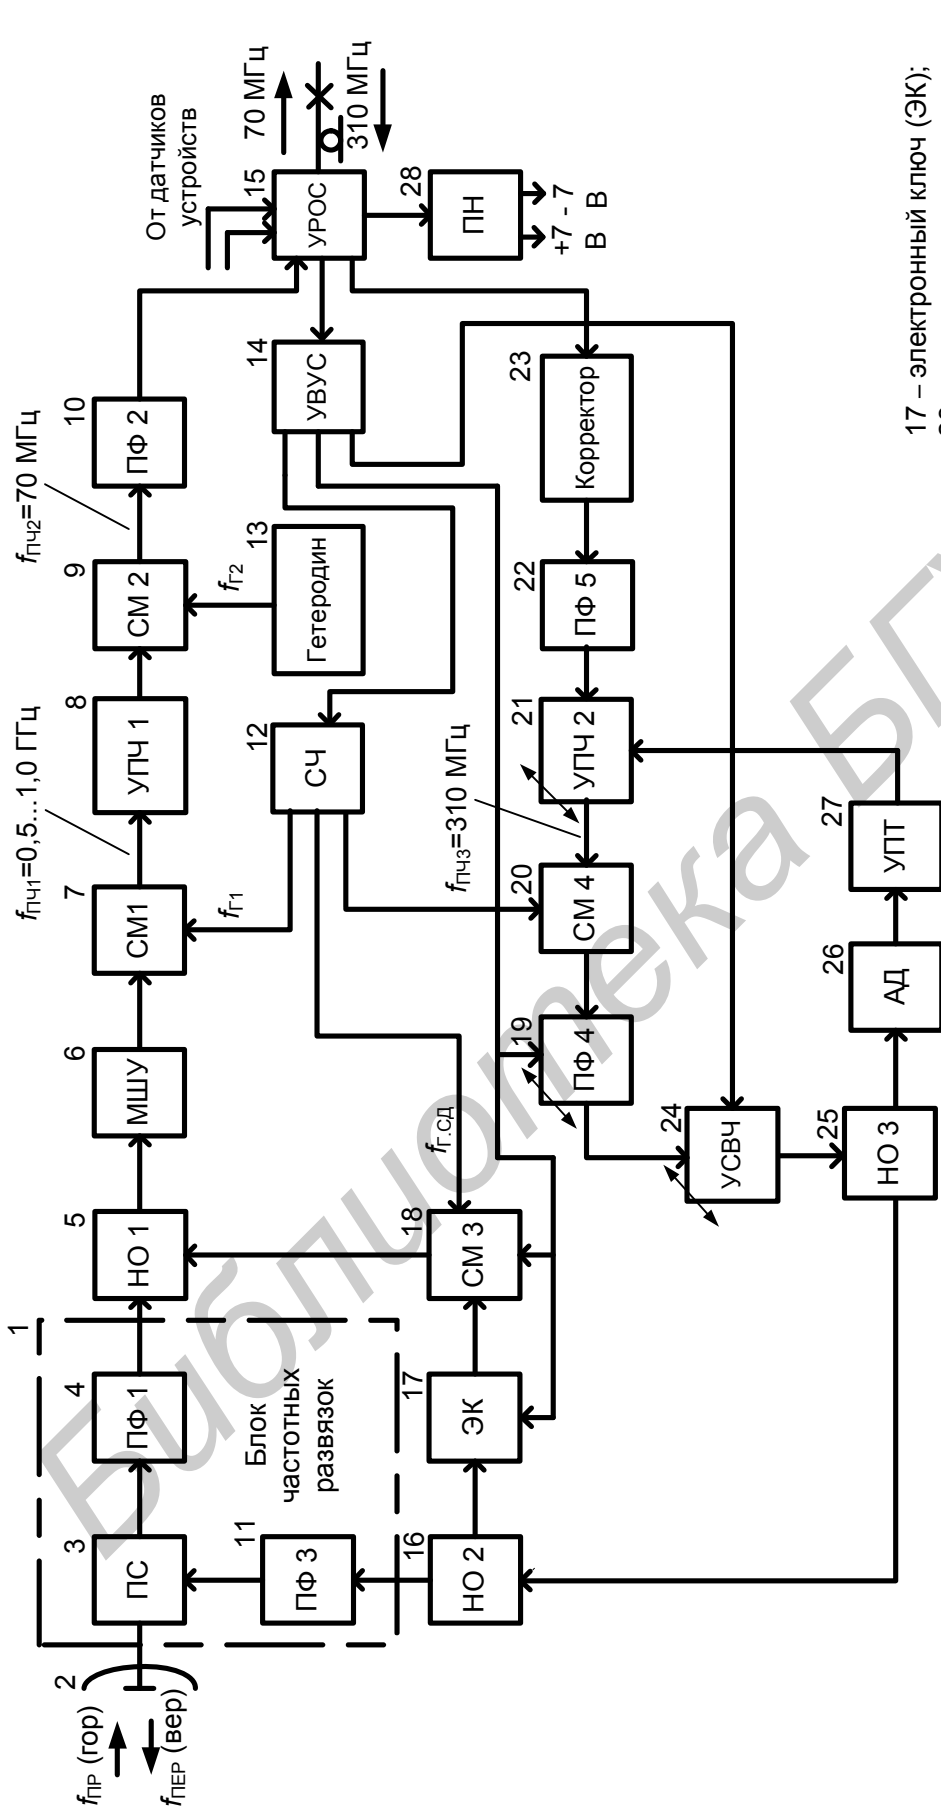 1
Блок
частотных
развязок
2
f ПР (гор)
f ПЕР (вер)
3
ПС
4
ПФ 1
5
НО 1
6
МШУ
7
СМ1
fПЧ1=0,5...1,0 ГГц
8
УПЧ 1
9
СМ 2
fПЧ2=70 МГц
10
ПФ 2
11
ПФ 3
fГ1
12
СЧ
fГ2
13
Гетеродин
14
УВУС
От датчиков
устройств
15
УРОС
70 МГц
310 МГц
16
НО 2
17
ЭК
18
СМ 3
fГ.СД
19
ПФ 4
20
СМ 4
fПЧ3=310 МГц
21
УПЧ 2
22
ПФ 5
23
Корректор
28
ПН
+7 - 7
В В
24
УСВЧ
25
НО 3
26
АД
27
УПТ
17 – электронный ключ (ЭК);
Библиотека БГ